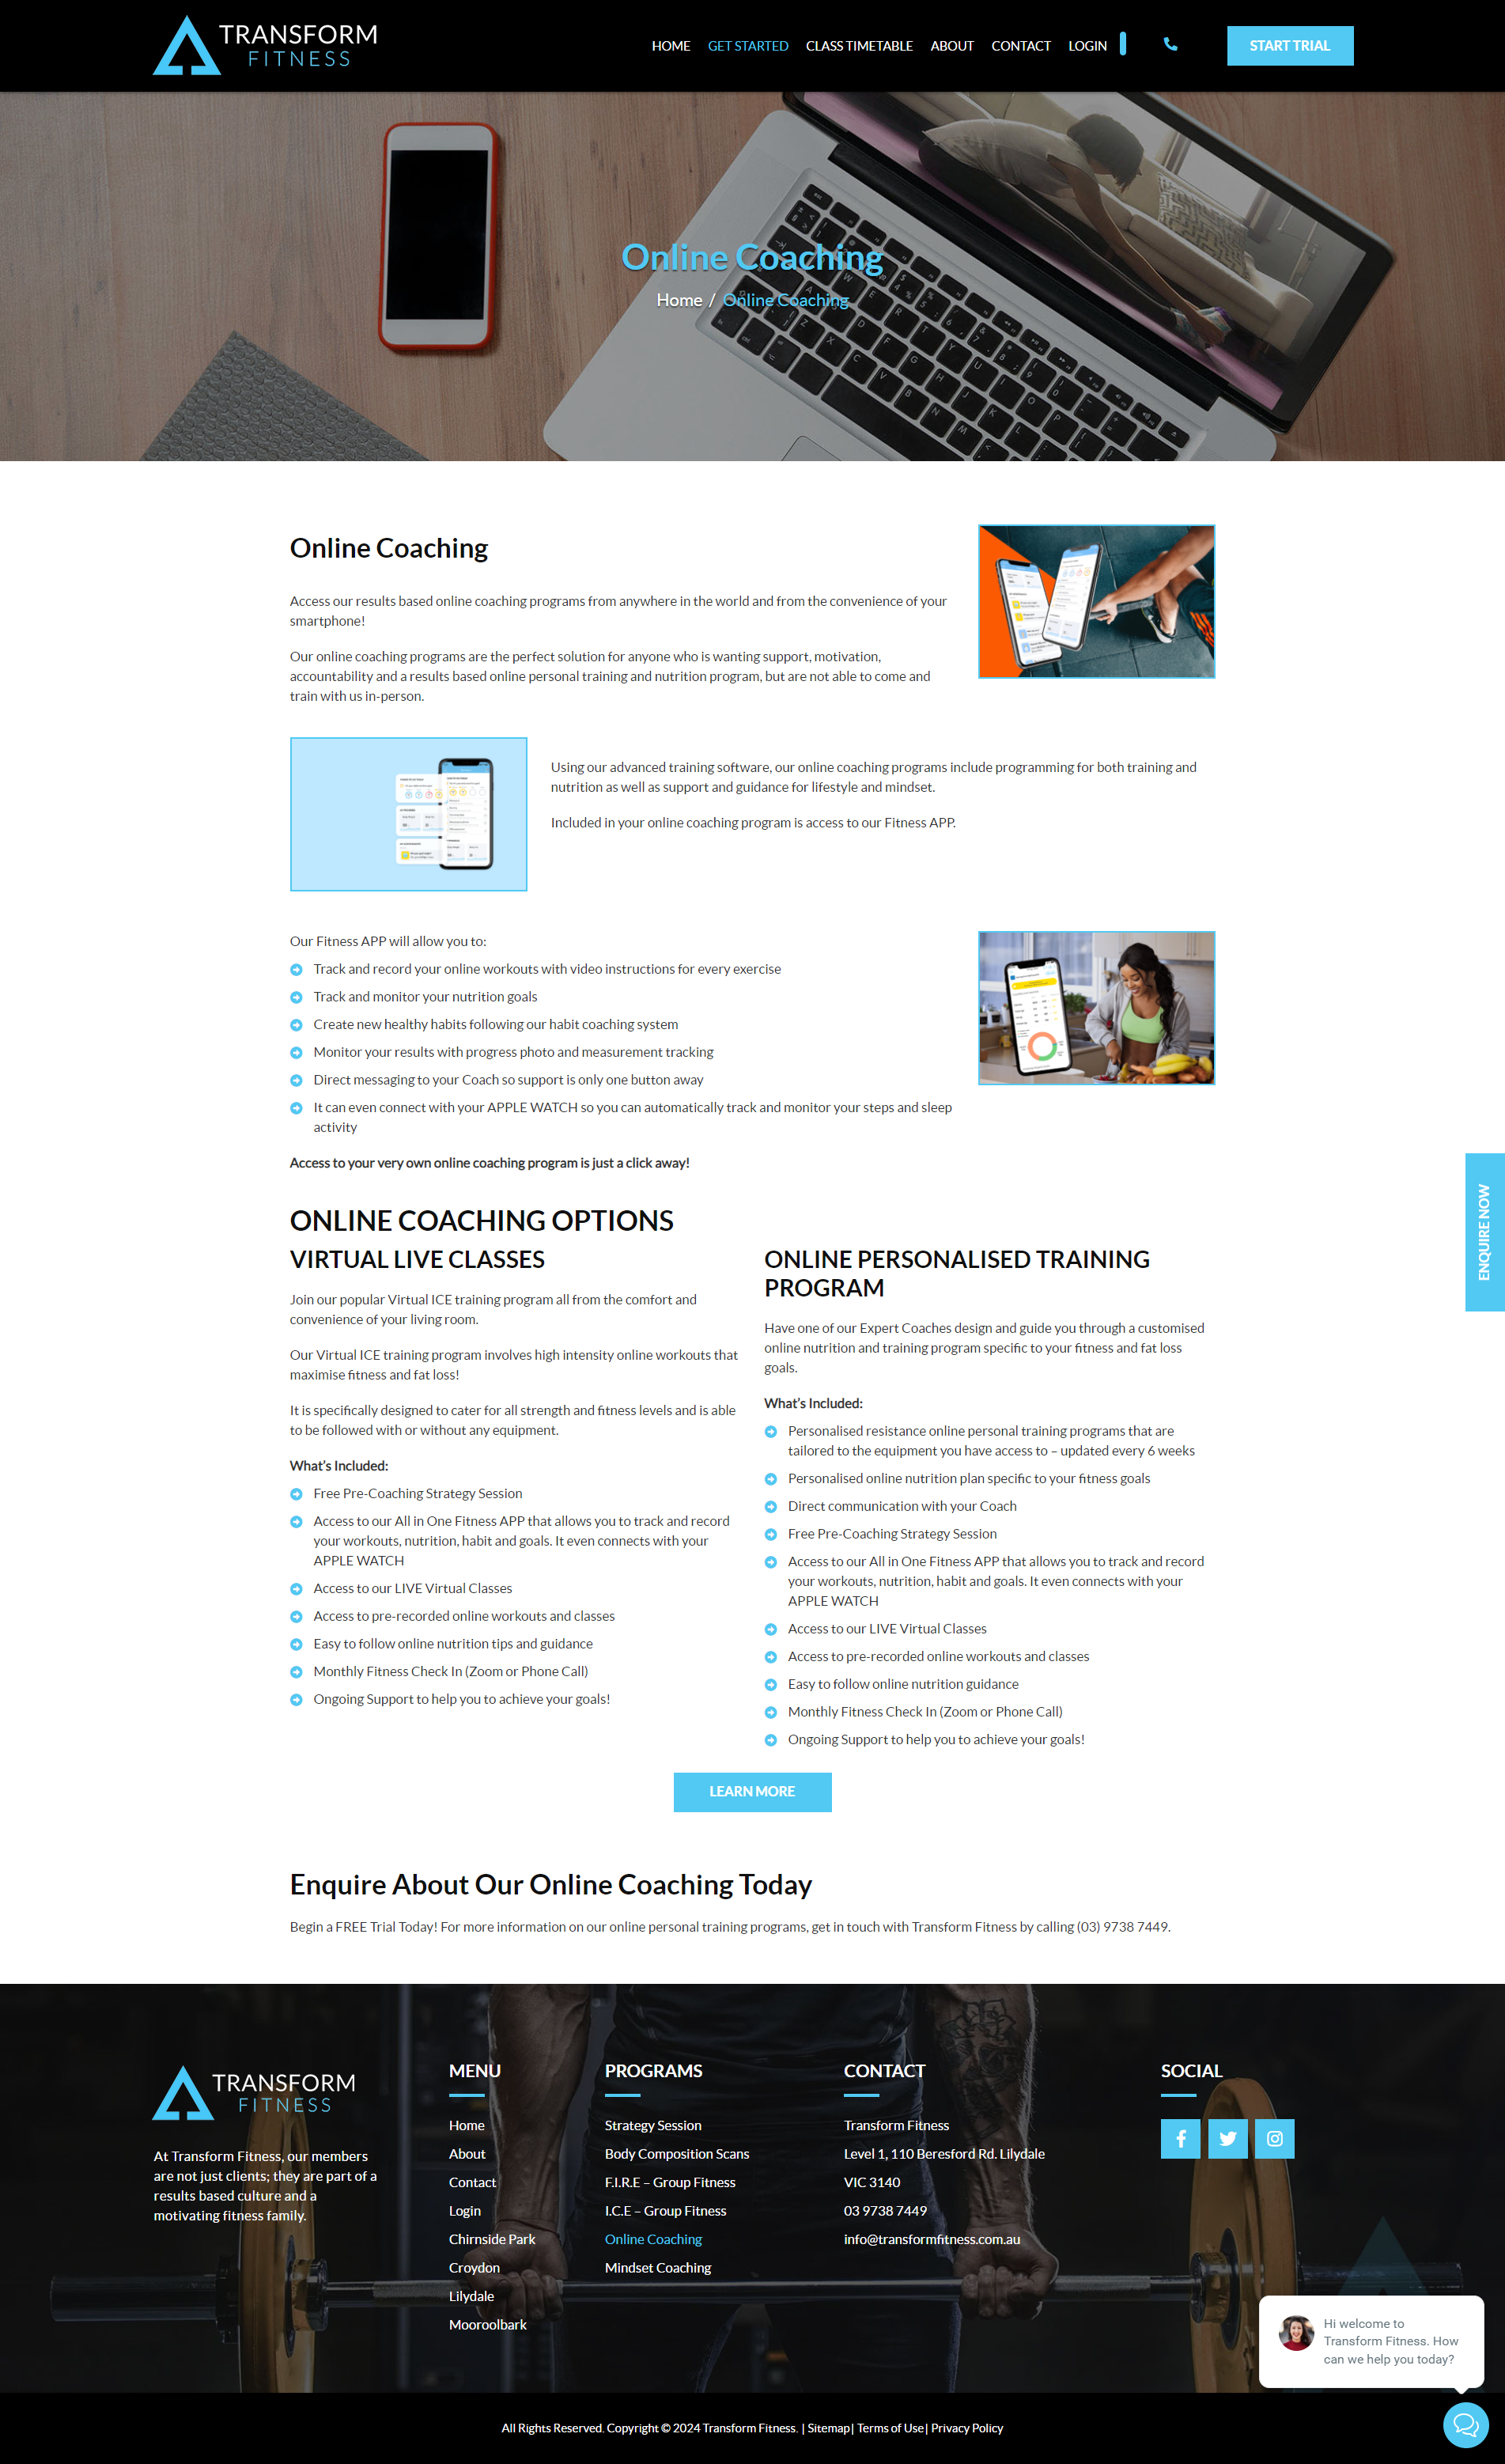 TRANSFORM
FITNESS
HOME GET STARTED CLASS TIMETABLE ABOUT CONTACT LOGIN
START TRIAL
Online Coaching
Home / Online Coaching
Online Coaching
Access our results based online coaching programs from anywhere in the world and from the convenience of your
smartphone!
Our online coaching programs are the perfect solution for anyone who is wanting support, motivation,
accountability and a results based online personal training and nutrition program, but are not able to come and
train with us in-person.
Using our advanced training software, our online coaching programs include programming for both training and
nutrition as well as support and guidance for lifestyle and mindset.
Included in your online coaching program is access to our Fitness APP.
Our Fitness APP will allow you to:
Track and record your online workouts with video instructions for every exercise
Track and monitor your nutrition goals
Create new healthy habits following our habit coaching system
Monitor your results with progress photo and measurement tracking
Direct messaging to your Coach so support is only one button away
It can even connect with your APPLE WATCH so you can automatically track and monitor your steps and sleep
activity
Access to your very own online coaching program is just a click away!
ENQUIRE NOW
ONLINE COACHING OPTIONS
VIRTUAL LIVE CLASSES
Join our popular Virtual ICE training program all from the comfort and
convenience of your living room.
Our Virtual ICE training program involves high intensity online workouts that
maximise fitness and fat loss!
It is specifically designed to cater for all strength and fitness levels and is able
to be followed with or without any equipment.
What's Included:
Free Pre-Coaching Strategy Session
Access to our All in One Fitness APP that allows you to track and record
your workouts, nutrition, habit and goals. It even connects with your
APPLE WATCH
Access to our LIVE Virtual Classes
Access to pre-recorded online workouts and classes
Easy to follow online nutrition tips and guidance
Monthly Fitness Check In (Zoom or Phone Call)
Ongoing Support to help you to achieve your goals!
ONLINE PERSONALISED TRAINING
PROGRAM
Have one of our Expert Coaches design and guide you through a customised
online nutrition and training program specific to your fitness and fat loss
goals.
What's Included:
Personalised resistance online personal training programs that are
tailored to the equipment you have access to – updated every 6 weeks
Personalised online nutrition plan specific to your fitness goals
Direct communication with your Coach
Free Pre-Coaching Strategy Session
Access to our All in One Fitness APP that allows you to track and record
your workouts, nutrition, habit and goals. It even connects with your
APPLE WATCH
Access to our LIVE Virtual Classes
Access to pre-recorded online workouts and classes
Easy to follow online nutrition guidance
Monthly Fitness Check In (Zoom or Phone Call)
Ongoing Support to help you to achieve your goals!
LEARN MORE
Enquire About Our Online Coaching Today
Begin a FREE Trial Today! For more information on our online personal training programs, get in touch with Transform Fitness by calling (03) 9738 7449.
TRANSFORM
FITNESS
At Transform Fitness, our members
are not just clients; they are part of a
results based culture and a
motivating fitness family.
MENU
Home
About
Contact
Login
Chirnside Park
Croydon
Lilydale
Mooroolbark
PROGRAMS
Strategy Session
Body Composition Scans
F.I.R.E – Group Fitness
I.C.E – Group Fitness
Online Coaching
Mindset Coaching
CONTACT
Transform Fitness
Level 1, 110 Beresford Rd. Lilydale
VIC 3140
03 9738 7449
info@transformfitness.com.au
SOCIAL
Hi welcome to
Transform Fitness. How
can we help you today?
All Rights Reserved. Copyright © 2024 Transform Fitness. | Sitemap| Terms of Use| Privacy Policy